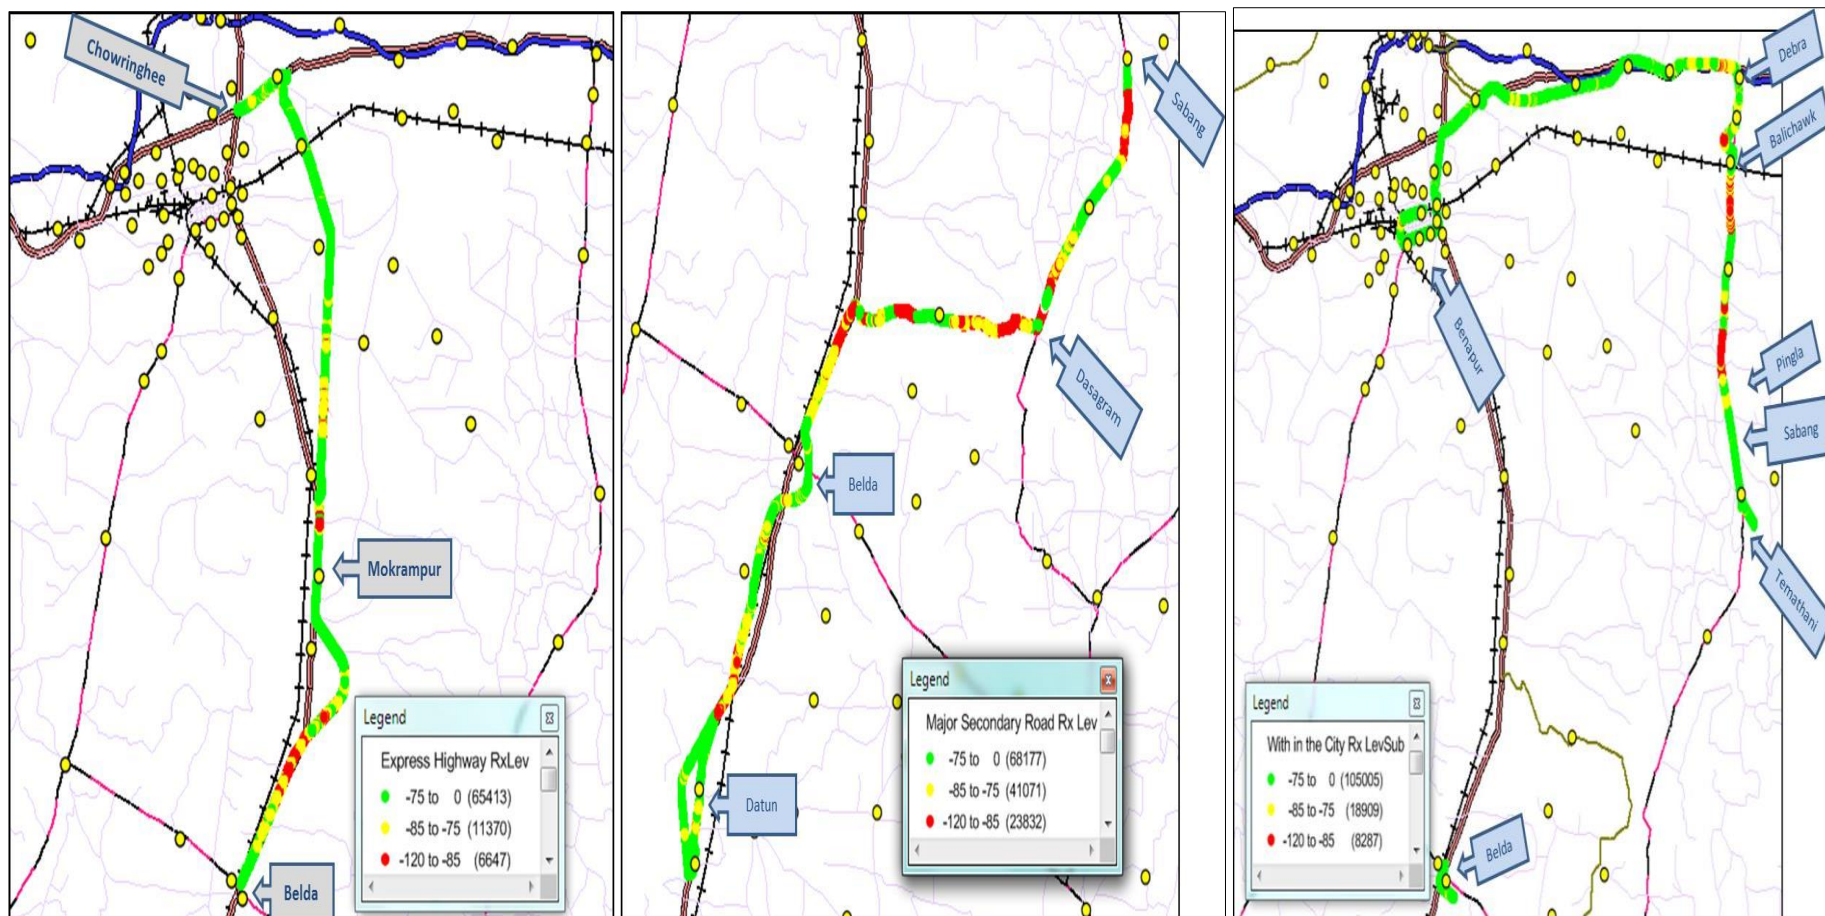 Chowringhee
Mokrampur
Belda
Legend
Express Highway RxLev
-75 to 0 (65413)
-85 to -75 (11370)
-120 to -85 (6647)
Sabang
Dasagram
Belda
Datun
Legend
Major Secondary Road Rx Lev
-75 to 0 (68177)
-85 to -75 (41071)
-120 to -85 (23832)
Debra
Balichawk
Benapur
Pingla
Sabang
Temathani
Belda
Legend
With in the City Rx LevSub
-75 to 0 (105005)
-85 to -75 (18909)
-120 to -85 (8287)